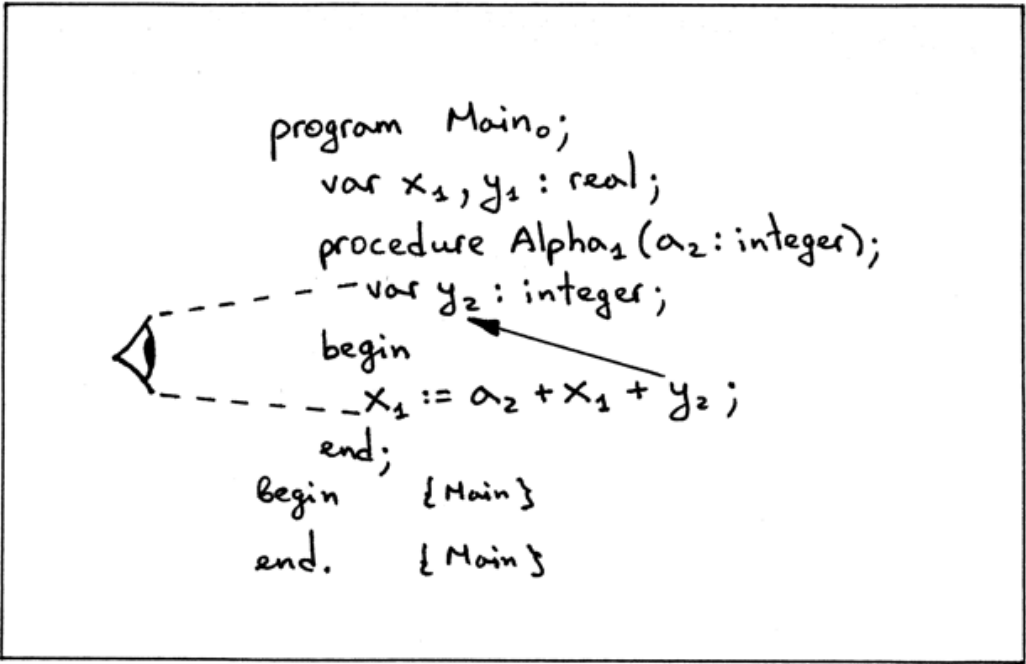 program Main₀;
var x₁, y₁ : real;
procedure Alpha₁ (a₂ : integer);
var y₂ : integer;
begin
x₁ := a₂ + x₁ + y₂ ;
end;
begin {Main}
end. {Main}